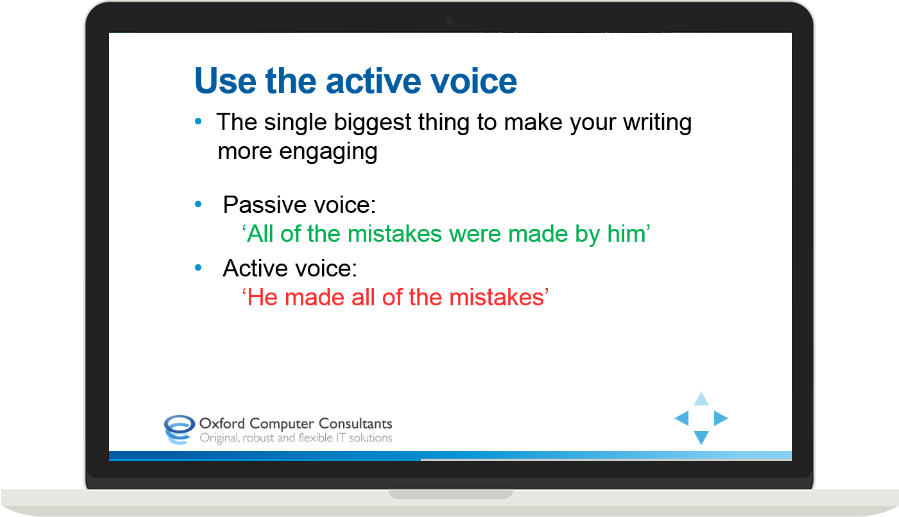 Use the active voice
• The single biggest thing to make your writing
more engaging
• Passive voice:
‘All of the mistakes were made by him’
• Active voice:
‘He made all of the mistakes’
Oxford Computer Consultants
Original, robust and flexible IT solutions